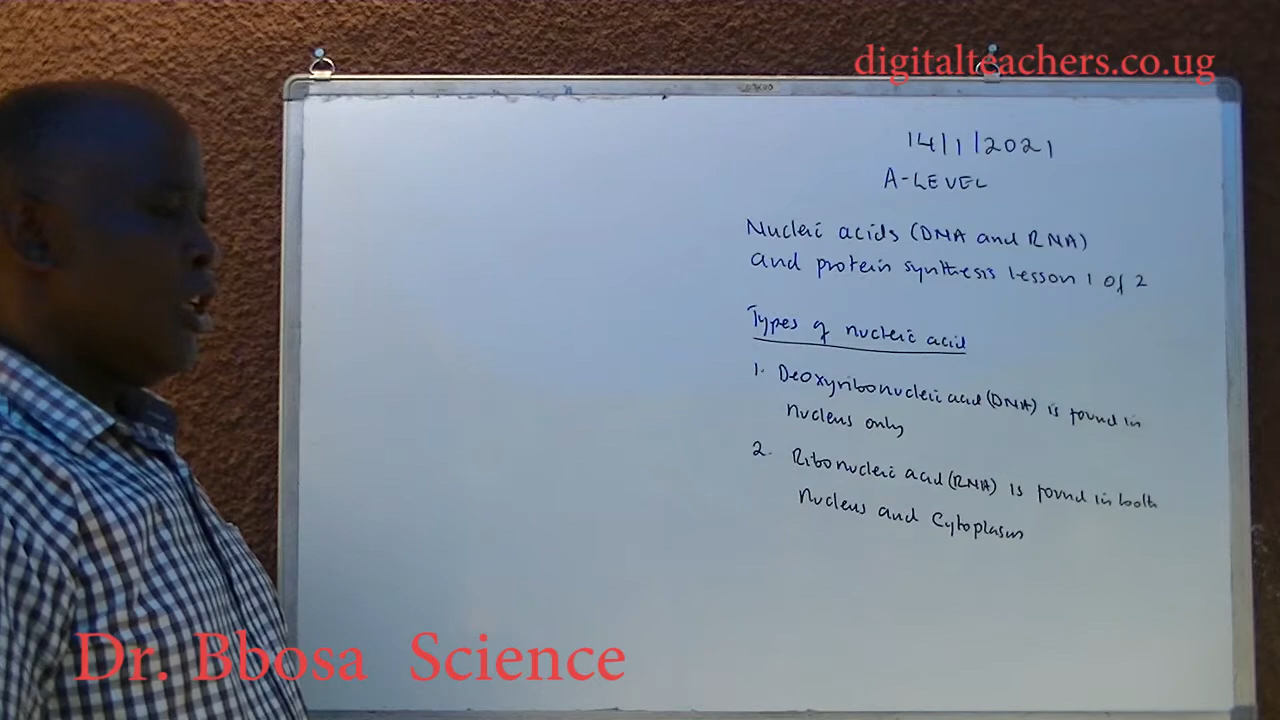 digitalteachers.co.ug
14/1/2021
A-LEVEL
Nucleic acids (DNA and RNA)
and protein synthesis lesson 1 of 2
Types of nucleic acid
1. Deoxyribonucleic acid (DNA) is found in
nucleus only
2. Ribonucleic acid (RNA) is found in both
nucleus and cytoplasm
Dr. Bbosa Science